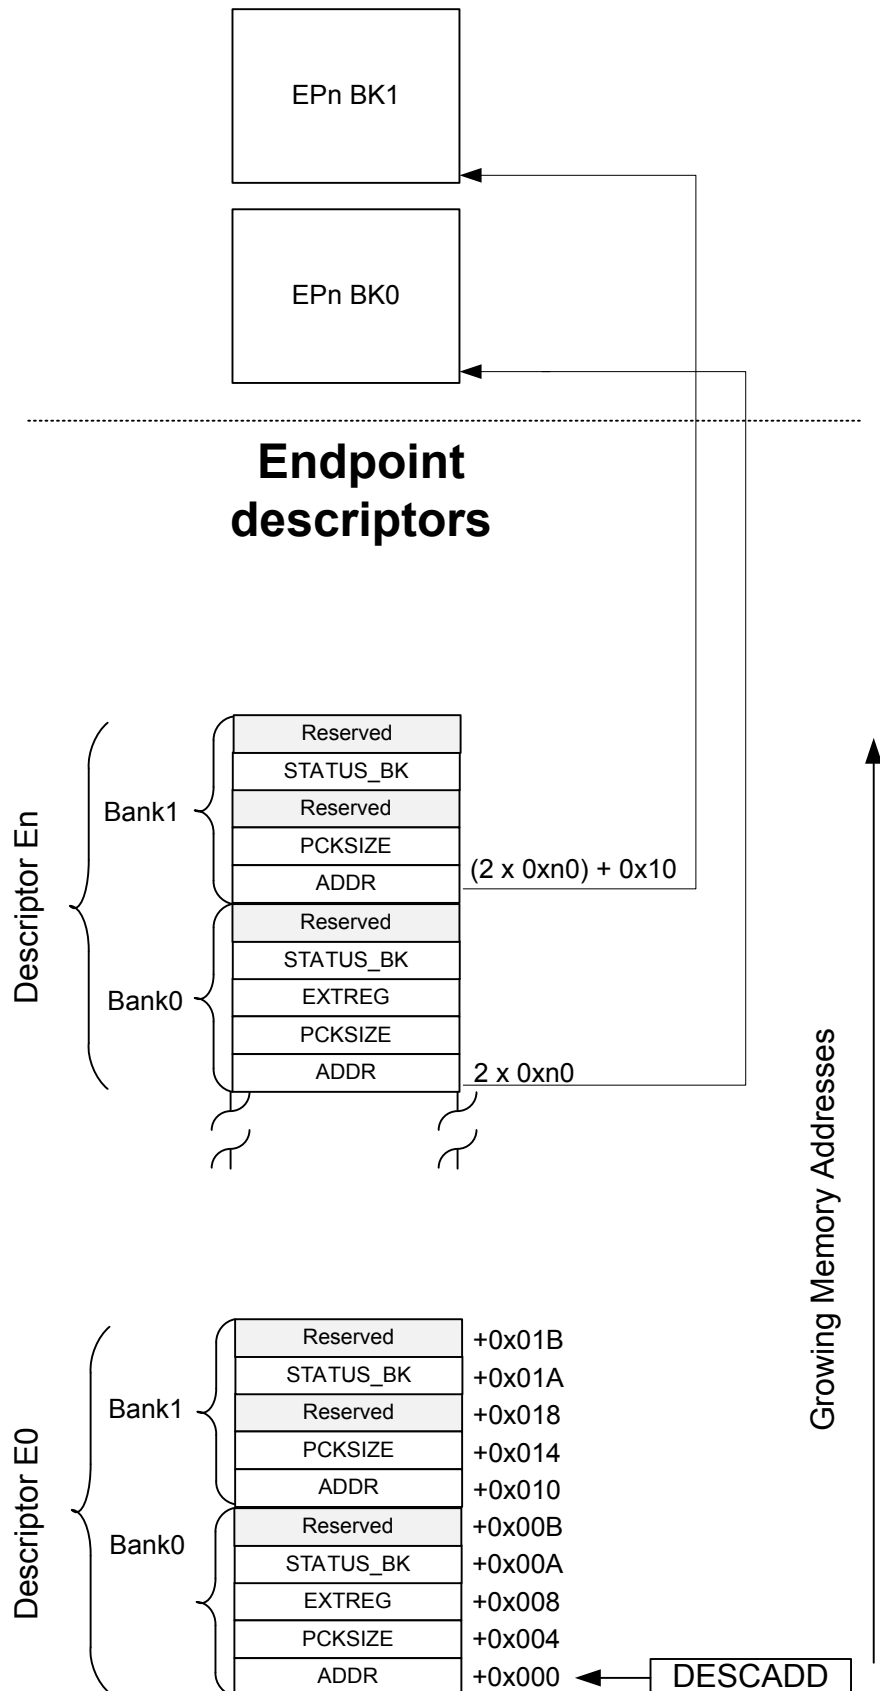 EPn BK1
EPn BK0
Endpoint
descriptors
Descriptor En
Bank1
Reserved
STATUS_BK
Reserved
PCKSIZE
ADDR (2 x 0xn0) + 0x10
Bank0
Reserved
STATUS_BK
EXTREG
PCKSIZE
ADDR 2 x 0xn0
Growing Memory Addresses
Descriptor E0
Bank1
Reserved +0x01B
STATUS_BK +0x01A
Reserved +0x018
PCKSIZE +0x014
ADDR +0x010
Bank0
Reserved +0x00B
STATUS_BK +0x00A
EXTREG +0x008
PCKSIZE +0x004
ADDR +0x000 DESCADD